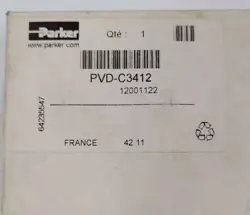 Parker
www.parker.com
Qté : 1
PVD-C3412
12001122
64235547
FRANCE 42 11